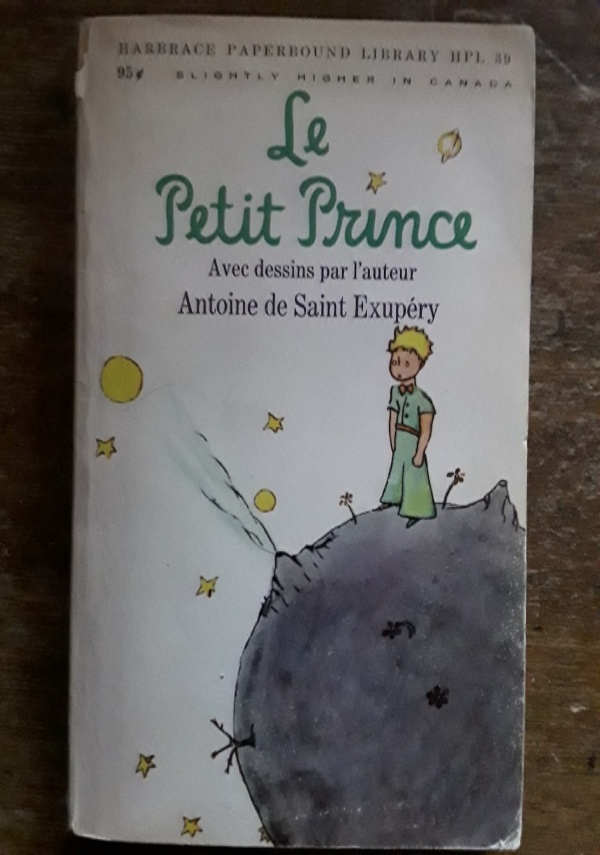 HARBRACE PAPERBOUND LIBRARY HPL 39
95¢ SLIGHTLY HIGHER IN CANADA
Le
Petit Prince
Avec dessins par l'auteur
Antoine de Saint Exupéry